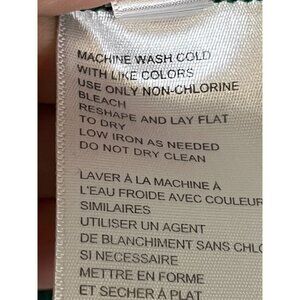 MACHINE WASH COLD
WITH LIKE COLORS
USE ONLY NON-CHLORINE
BLEACH
RESHAPE AND LAY FLAT
TO DRY
LOW IRON AS NEEDED
DO NOT DRY CLEAN
LAVER À LA MACHINE À
L'EAU FROIDE AVEC COULEUR
SIMILAIRES
UTILISER UN AGENT
DE BLANCHIMENT SANS CHLO
SI NECESSAIRE
METTRE EN FORME
ET SECHER À PLAT